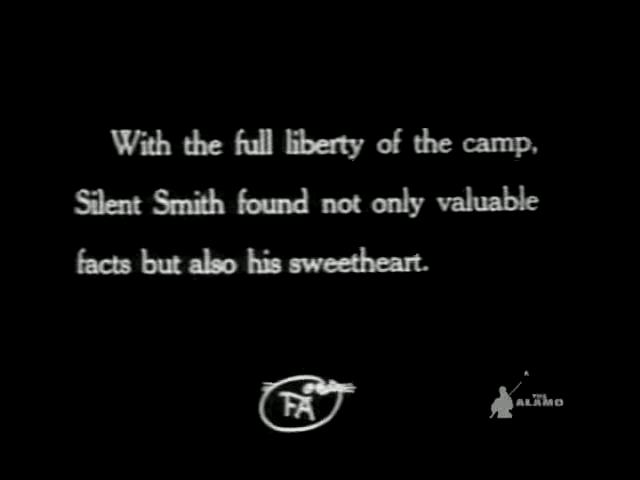 With the full liberty of the camp,
Silent Smith found not only valuable
facts but also his sweetheart.
FA
THE
ALAMO